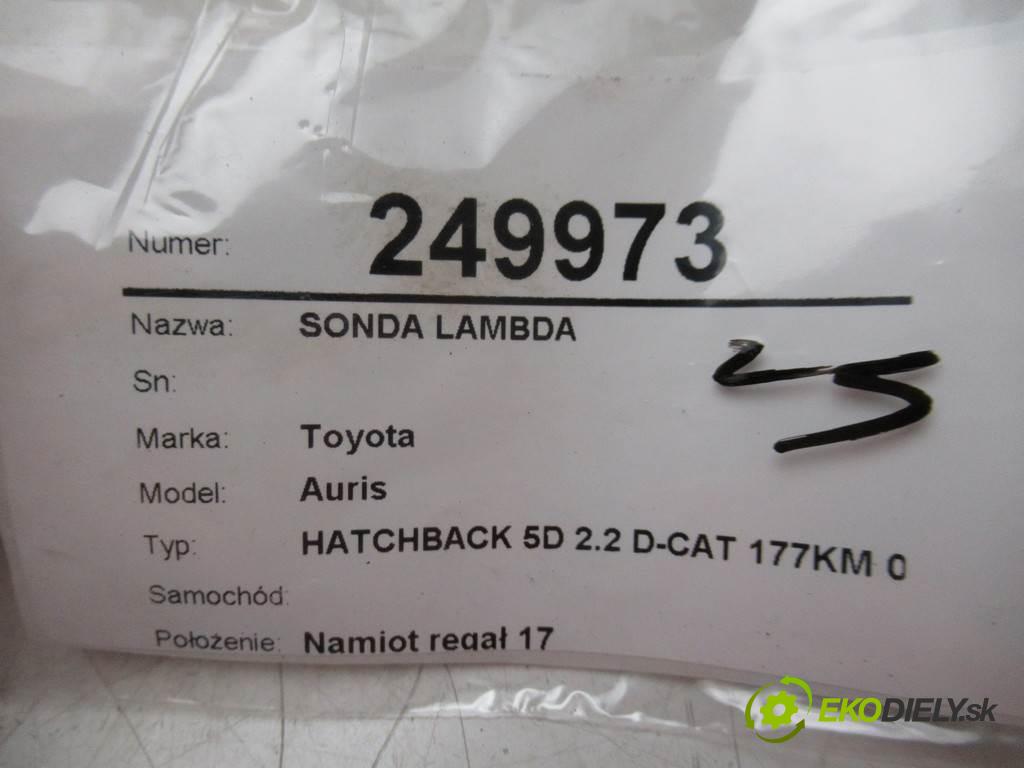 Numer: 249973
Nazwa: SONDA LAMBDA
Sn:
Marka: Toyota
Model: Auris
Typ: HATCHBACK 5D 2.2 D-CAT 177KM 0
Samochód:
Położenie: Namiot regał 17
25
EKODIELY.sk